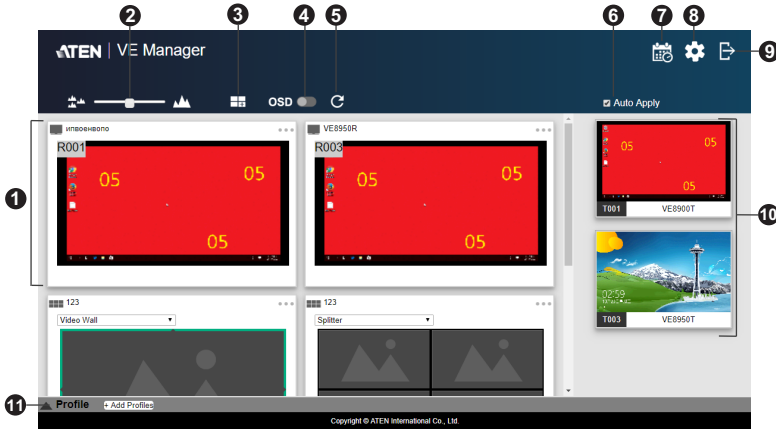 2 3 4 5 6 7 8
ATEN | VE Manager
9
OSD
Auto Apply
1
ипвоенвопо
R001
05 05
05
VE8950R
R003
05 05
05
05 05
05
T001 VE8900T
10
02:59
T003 VE8950T
123
Video Wall
123
Splitter
11
Profile + Add Profiles
Copyright © ATEN International Co., Ltd.